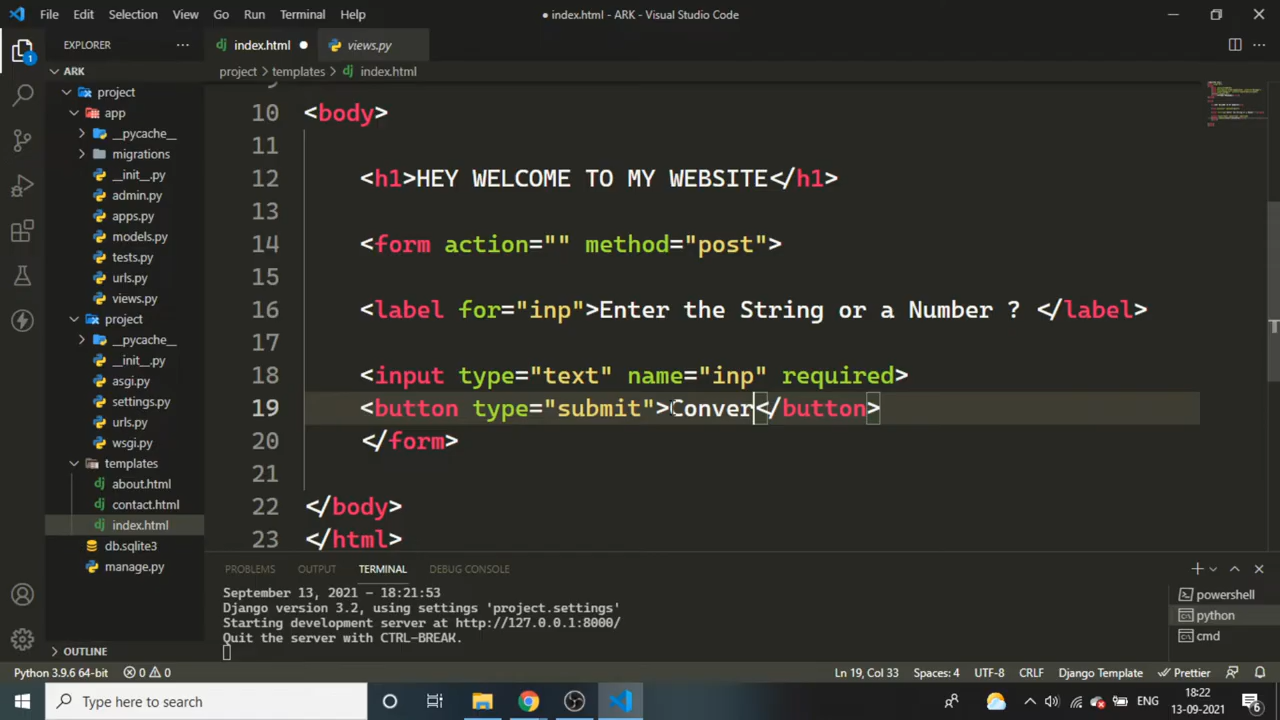 File Edit Selection View Go Run Terminal Help
● index.html - ARK - Visual Studio Code
EXPLORER
index.html
views.py
ARK
project > templates > index.html
project
app
__pycache__
migrations
__init__.py
admin.py
apps.py
models.py
tests.py
urls.py
views.py
project
__pycache__
__init__.py
asgi.py
settings.py
urls.py
wsgi.py
templates
about.html
contact.html
index.html
db.sqlite3
manage.py
OUTLINE
10 <body>
11
12 <h1>HEY WELCOME TO MY WEBSITE</h1>
13
14 <form action="" method="post">
15
16 <label for="inp">Enter the String or a Number ? </label>
17
18 <input type="text" name="inp" required>
19 <button type="submit">Conver</button>
20 </form>
21
22 </body>
23 </html>
PROBLEMS OUTPUT TERMINAL DEBUG CONSOLE
September 13, 2021 - 18:21:53
Django version 3.2, using settings 'project.settings'
Starting development server at http://127.0.0.1:8000/
Quit the server with CTRL-BREAK.
powershell
python
cmd
Python 3.9.6 64-bit 0 0 Ln 19, Col 33 Spaces: 4 UTF-8 CRLF Django Template Prettier
Type here to search
ENG
18:22
13-09-2021
6
1